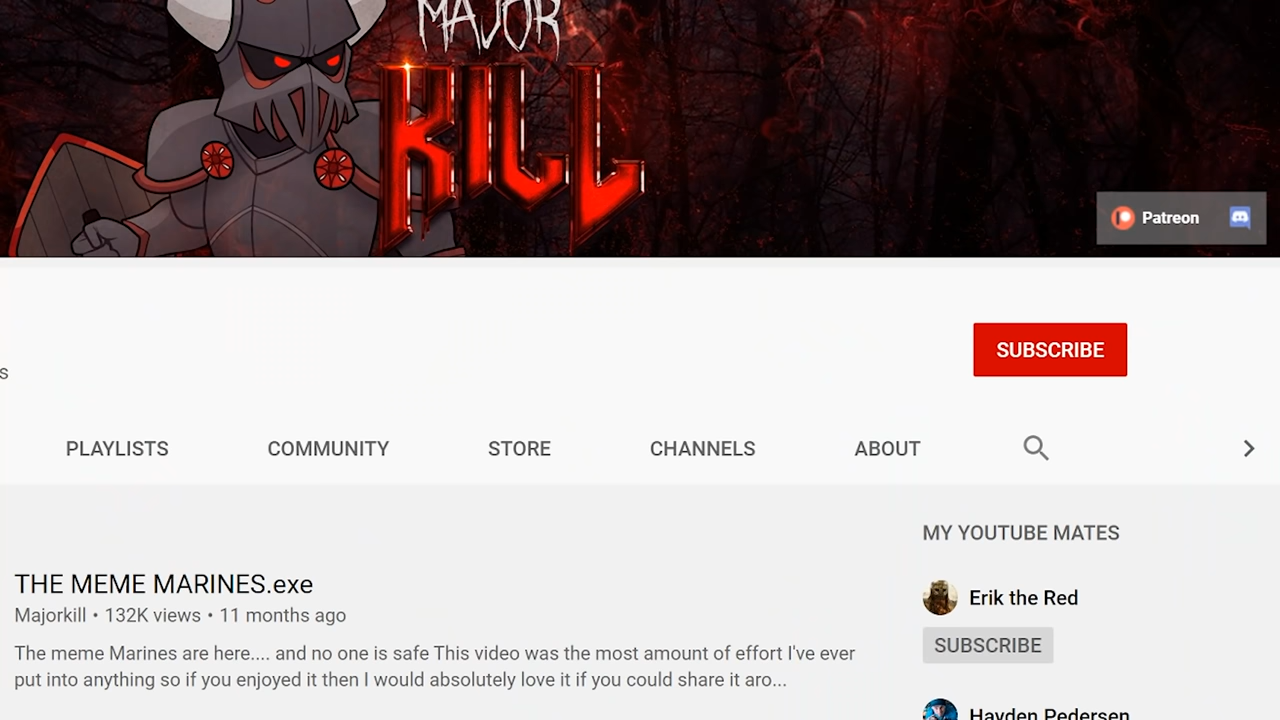 MAJOR
KILL
Patreon
SUBSCRIBE
s
PLAYLISTS COMMUNITY STORE CHANNELS ABOUT
MY YOUTUBE MATES
THE MEME MARINES.exe
Majorkill • 132K views • 11 months ago
Erik the Red
SUBSCRIBE
The meme Marines are here.... and no one is safe This video was the most amount of effort I've ever
put into anything so if you enjoyed it then I would absolutely love it if you could share it aro...
Hayden Pedersen